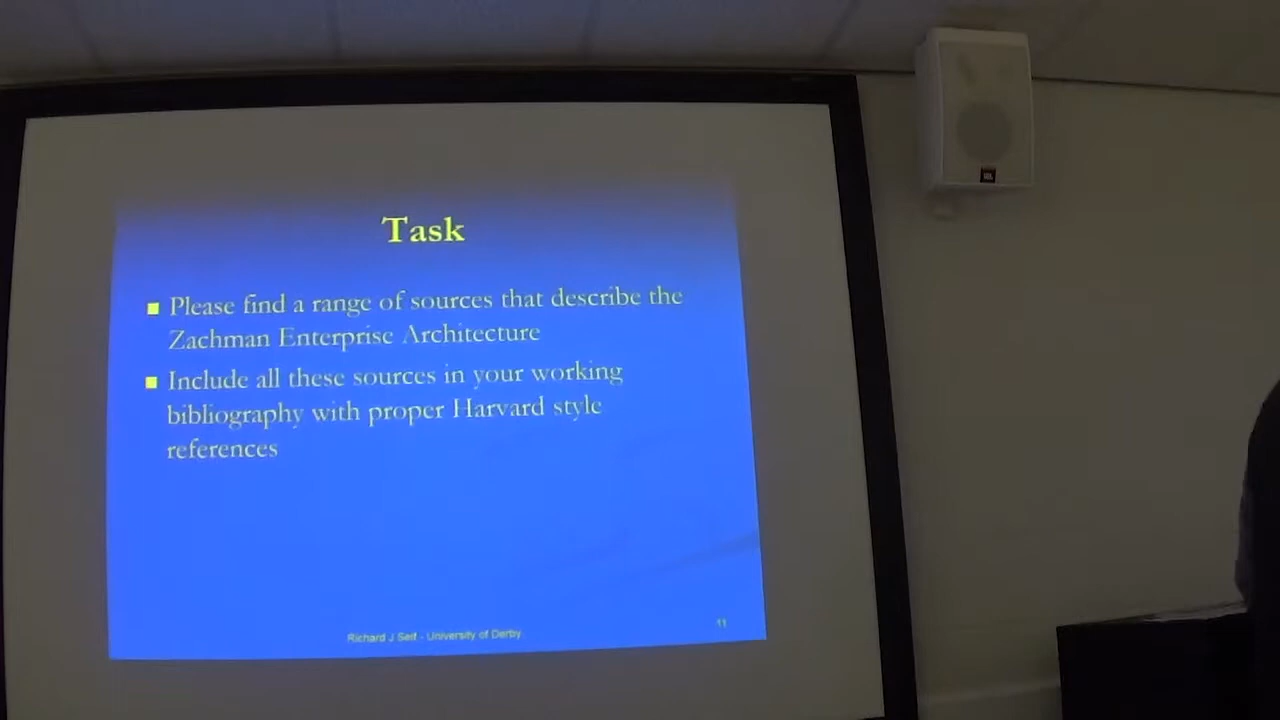 Task
Please find a range of sources that describe the
Zachman Enterprise Architecture
Include all these sources in your working
bibliography with proper Harvard style
references
Richard J Self - University of Derby
11
JBL